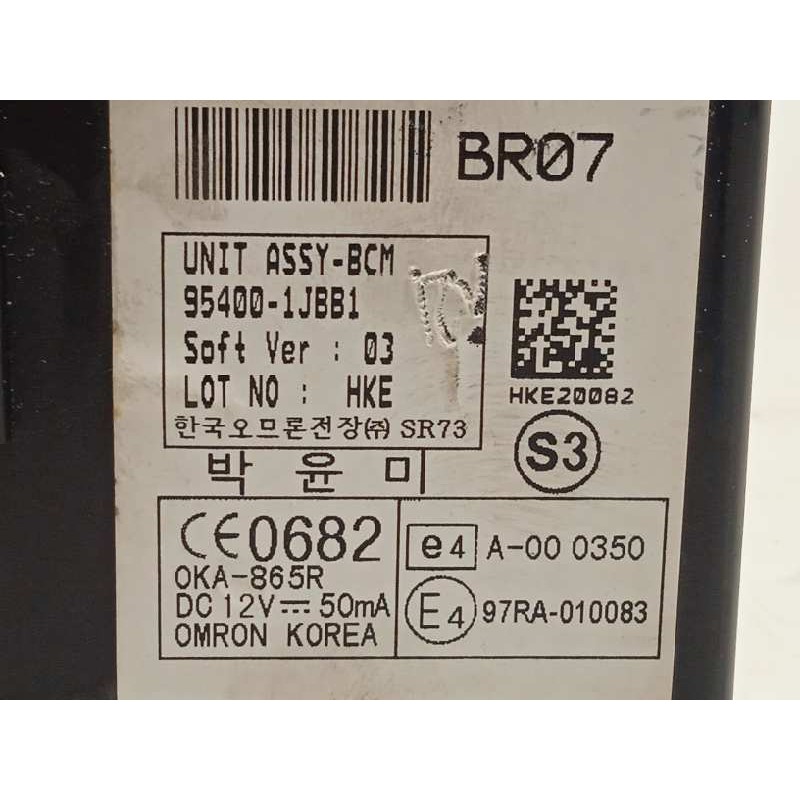 BR07
UNIT ASSY-BCM
95400-1JBB1
Soft Ver : 03
LOT NO : HKE
한국오므론전장㈜ SR73
HKE20082
S3
박 윤 미
CE0682
OKA-865R
DC 12V⎓50mA
OMRON KOREA
e4 A-00 0350
E4 97RA-010083